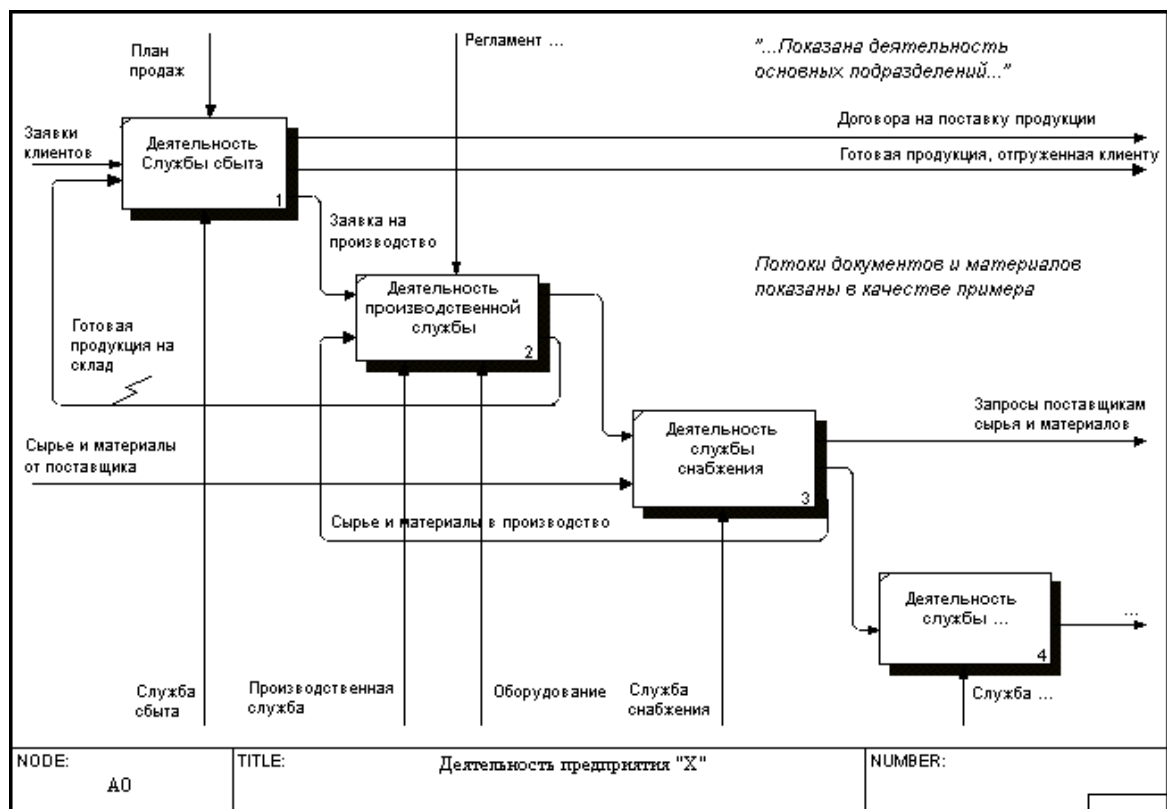 План
продаж
Регламент ...
"...Показана деятельность
основных подразделений..."
Заявки
клиентов
Деятельность
Службы сбыта
1
Договора на поставку продукции
Готовая продукция, отгруженная клиенту
Заявка на
производство
Потоки документов и материалов
показаны в качестве примера
Деятельность
производственной
службы
2
Готовая
продукция на
склад
Запросы поставщикам
сырья и материалов
Деятельность
службы
снабжения
3
Сырье и материалы
от поставщика
Сырье и материалы в производство
Деятельность
службы ...
4
...
Служба
сбыта
Производственная
служба
Оборудование
Служба
снабжения
Служба ...
NODE:
A0
TITLE:
Деятельность предприятия "Х"
NUMBER: